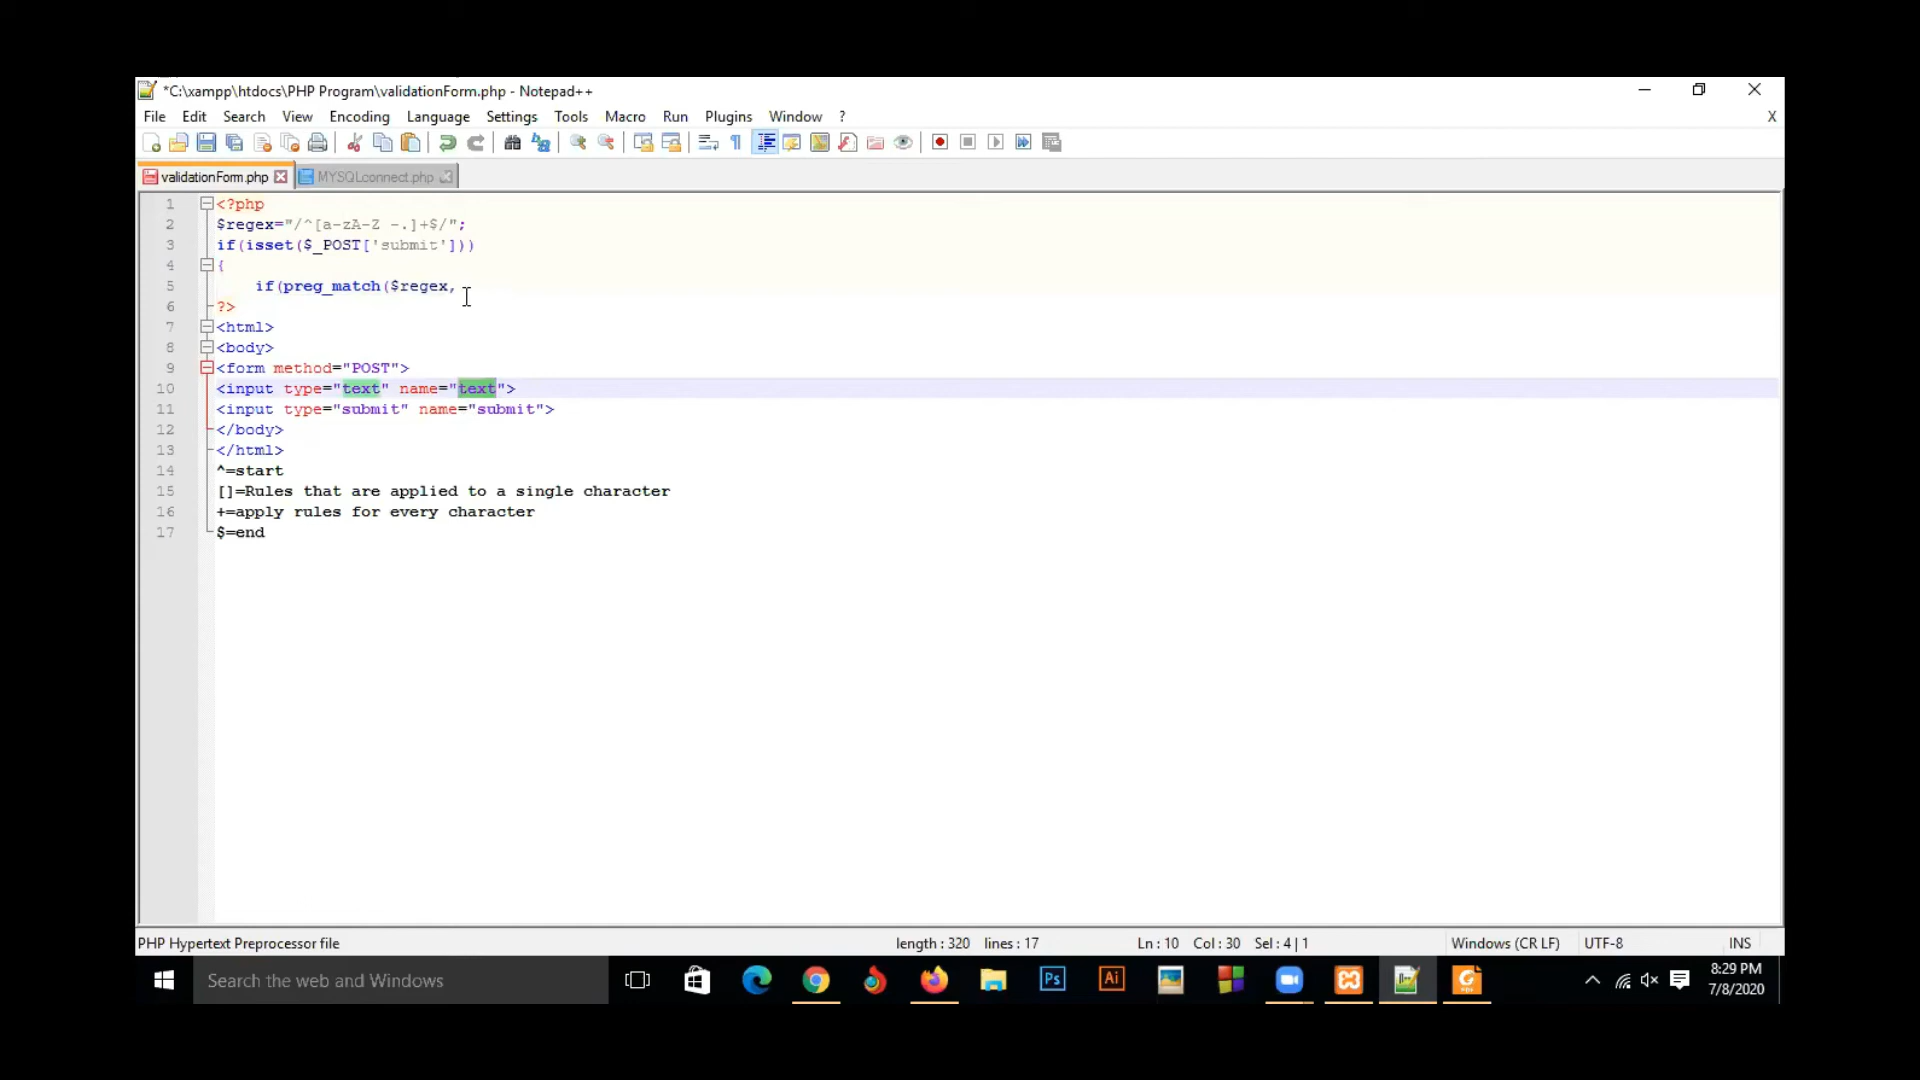 *C:\xampp\htdocs\PHP Program\validationForm.php - Notepad++
File Edit Search View Encoding Language Settings Tools Macro Run Plugins Window ? X
validationForm.php MYSQLconnect.php
1 <?php
2 $regex="/^[a-zA-Z -.]+$/";
3 if(isset($_POST['submit']))
4 {
5 if(preg_match($regex,
6 ?>
7 <html>
8 <body>
9 <form method="POST">
10 <input type="text" name="text">
11 <input type="submit" name="submit">
12 </body>
13 </html>
14 ^=start
15 []=Rules that are applied to a single character
16 +=apply rules for every character
17 $=end
PHP Hypertext Preprocessor file length : 320 lines : 17 Ln : 10 Col : 30 Sel : 4 | 1 Windows (CR LF) UTF-8 INS
Search the web and Windows Ps Ai 8:29 PM
7/8/2020